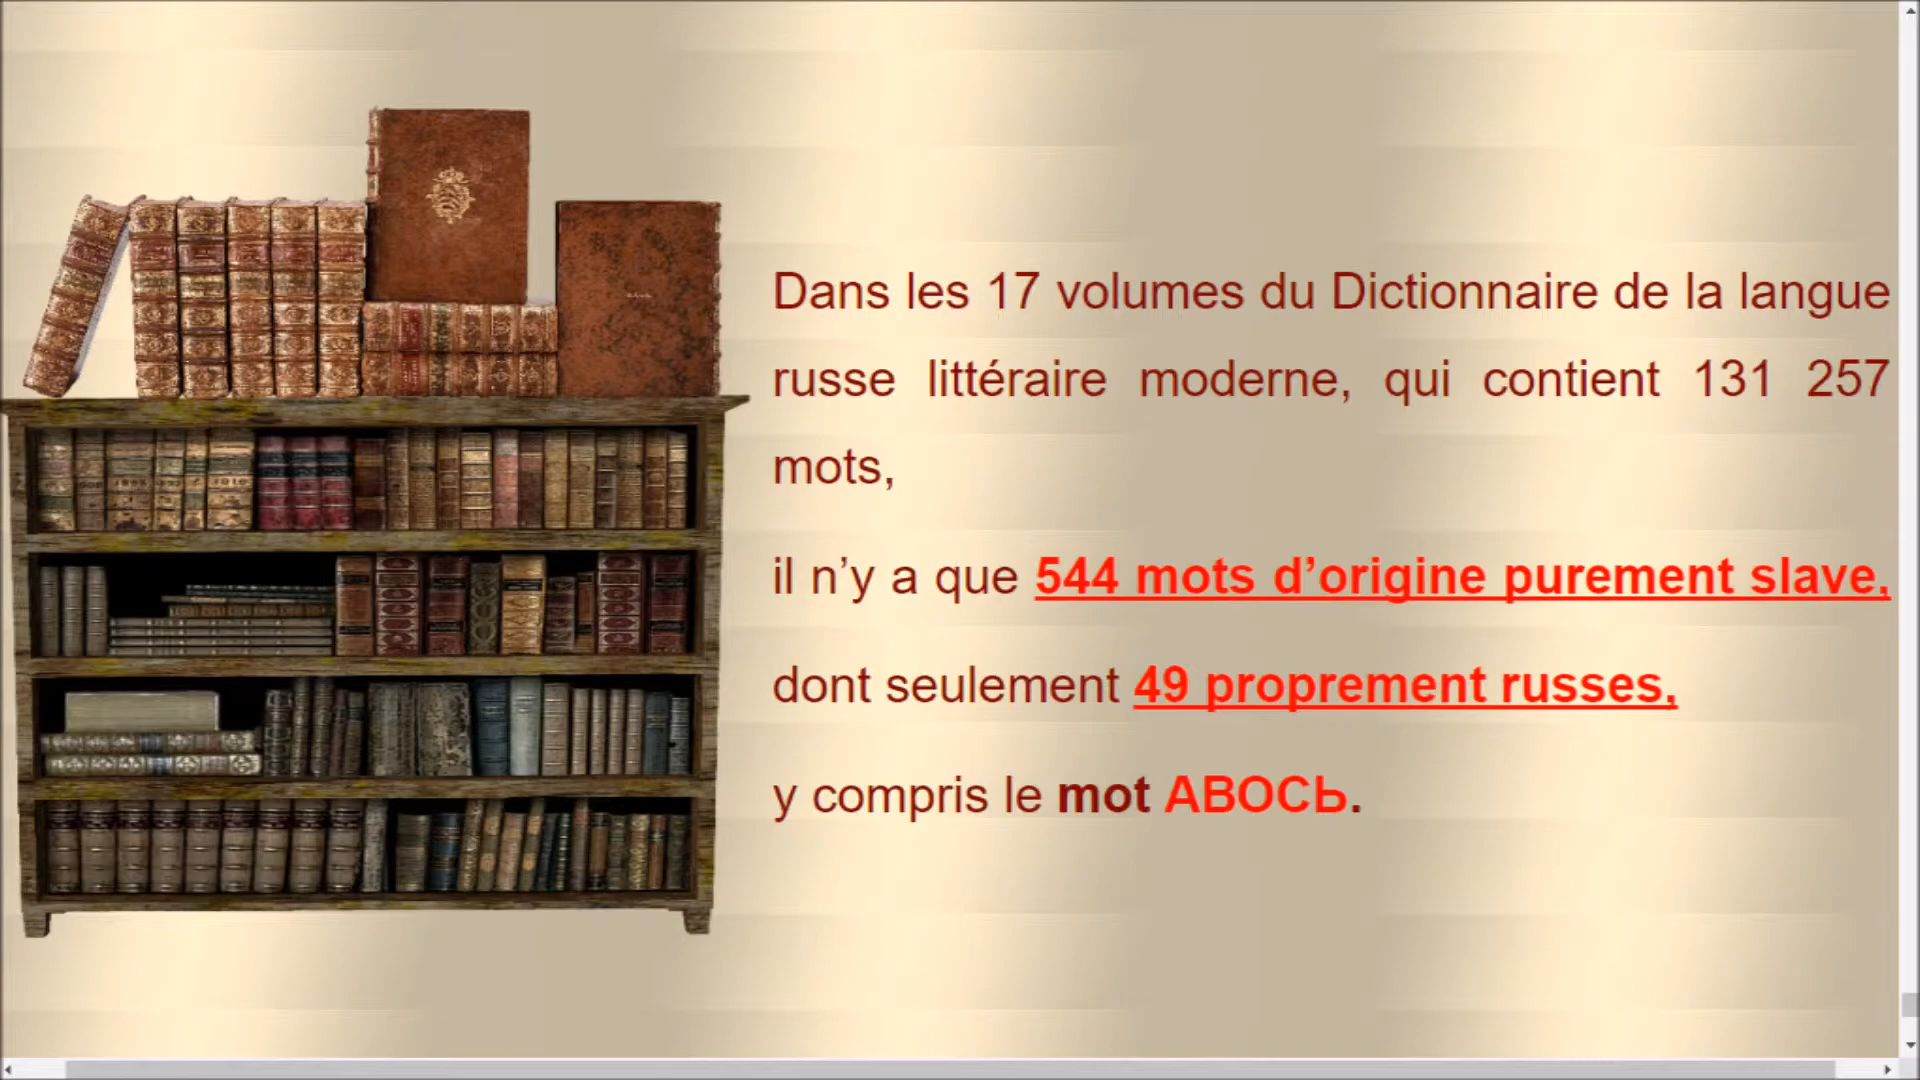 Dans les 17 volumes du Dictionnaire de la langue
russe littéraire moderne, qui contient 131 257
mots,
il n’y a que 544 mots d’origine purement slave,
dont seulement 49 proprement russes,
y compris le mot АВОСЬ.